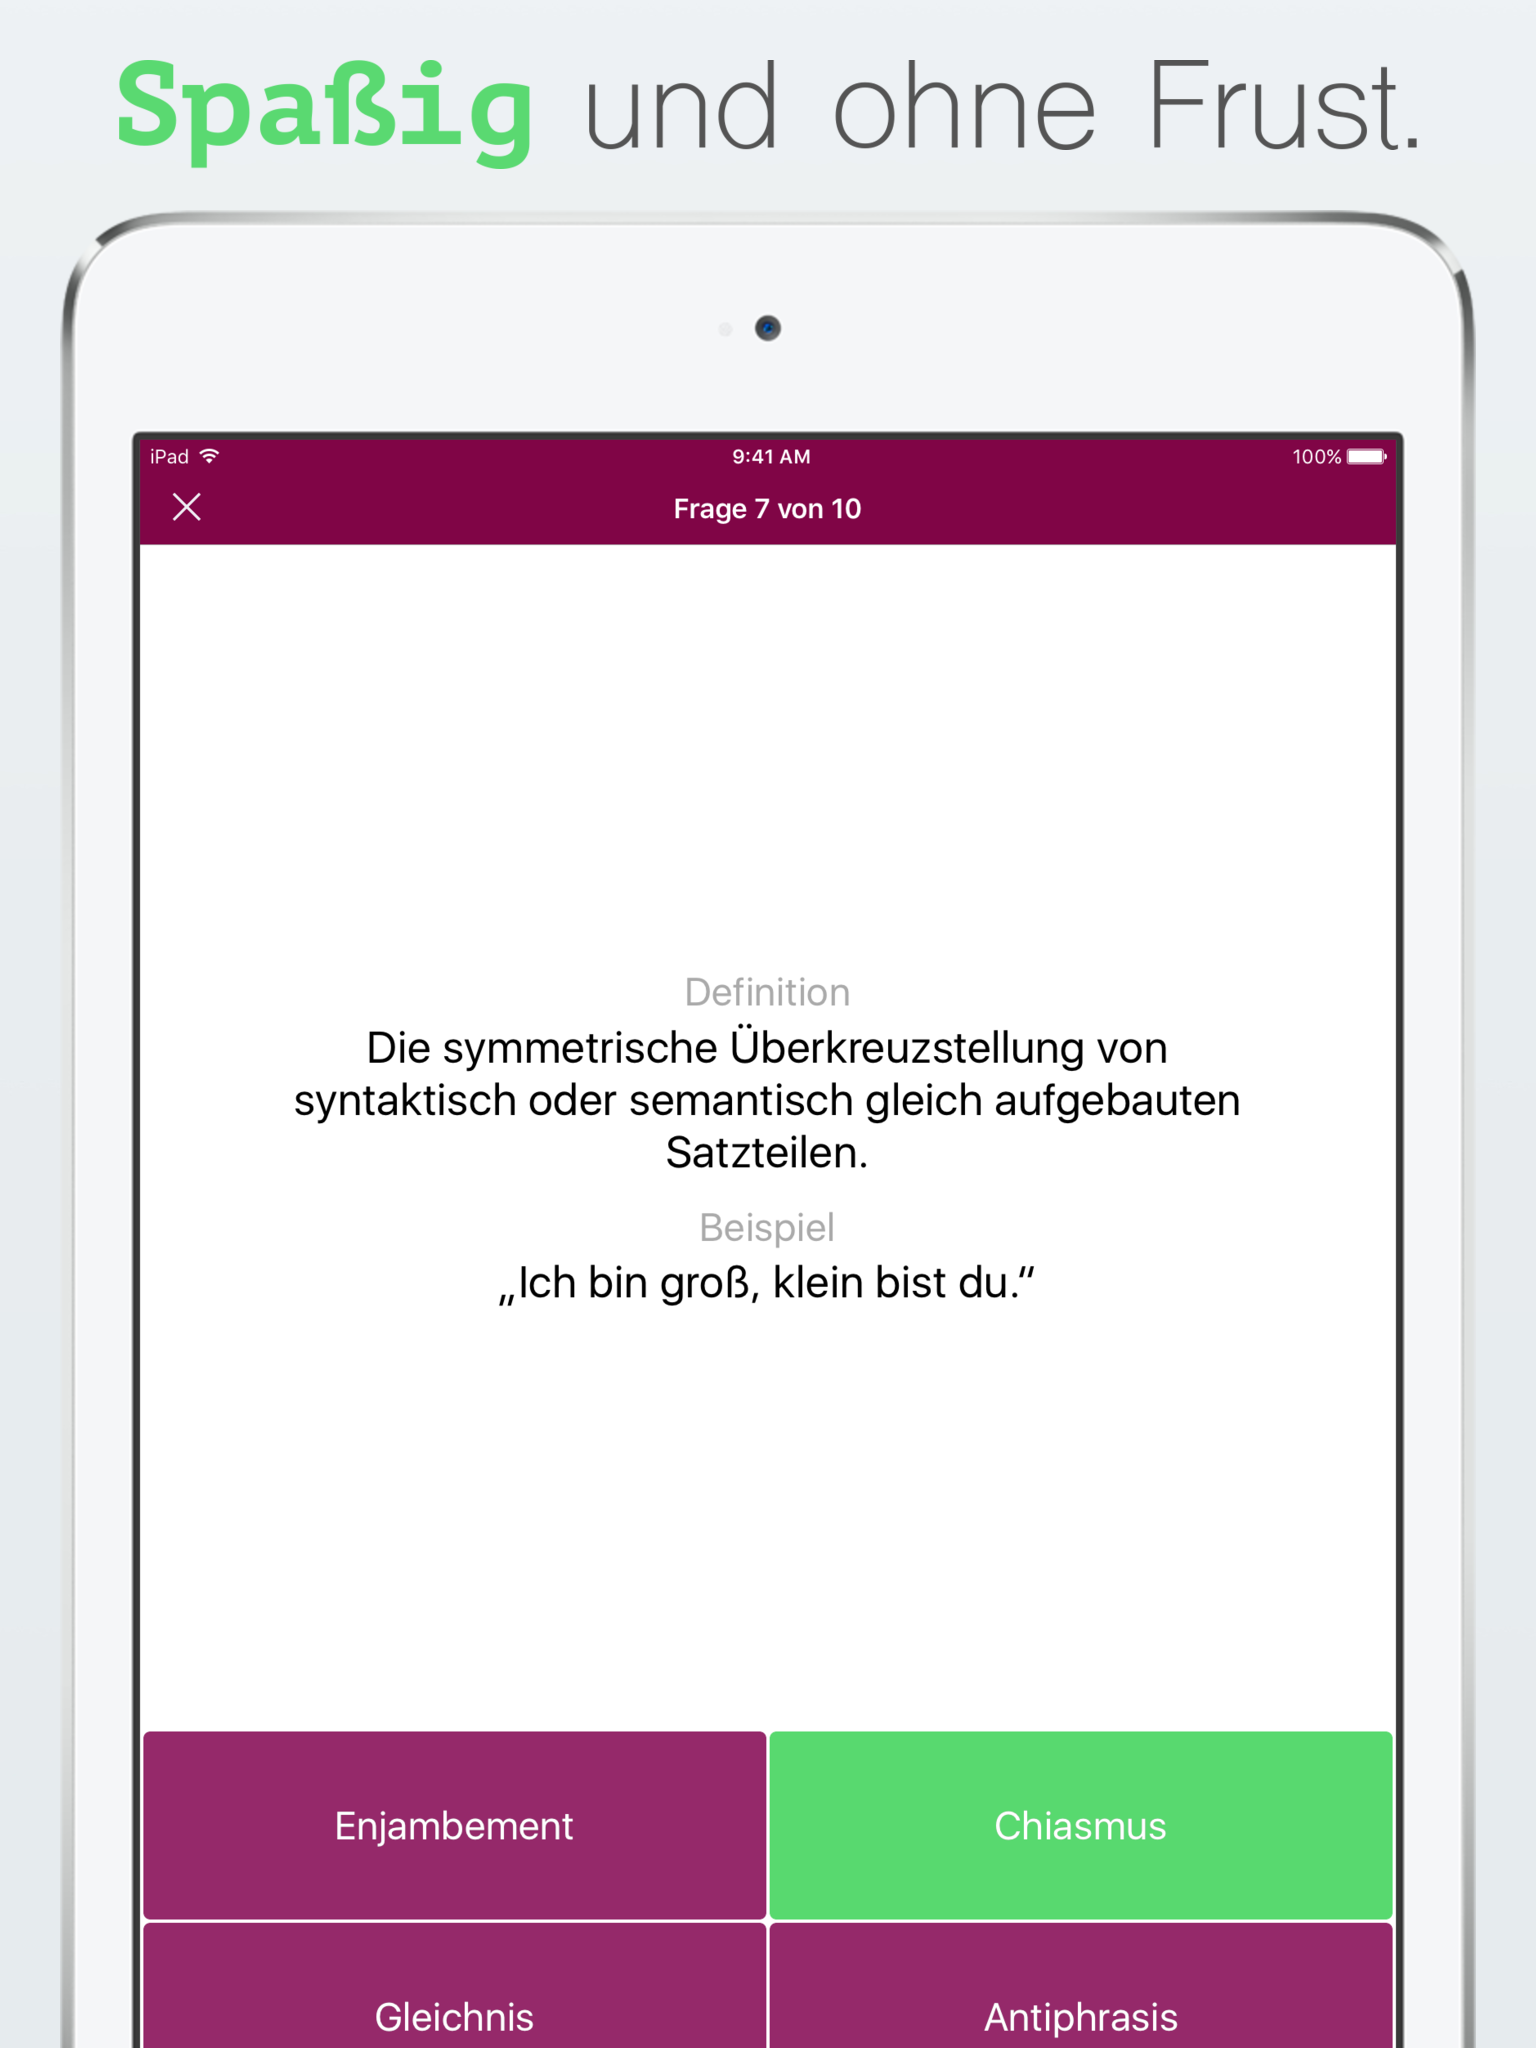 Spaßig und ohne Frust.
iPad 9:41 AM 100%
Frage 7 von 10
Definition
Die symmetrische Überkreuzstellung von
syntaktisch oder semantisch gleich aufgebauten
Satzteilen.
Beispiel
„Ich bin groß, klein bist du.“
Enjambement Chiasmus
Gleichnis Antiphrasis